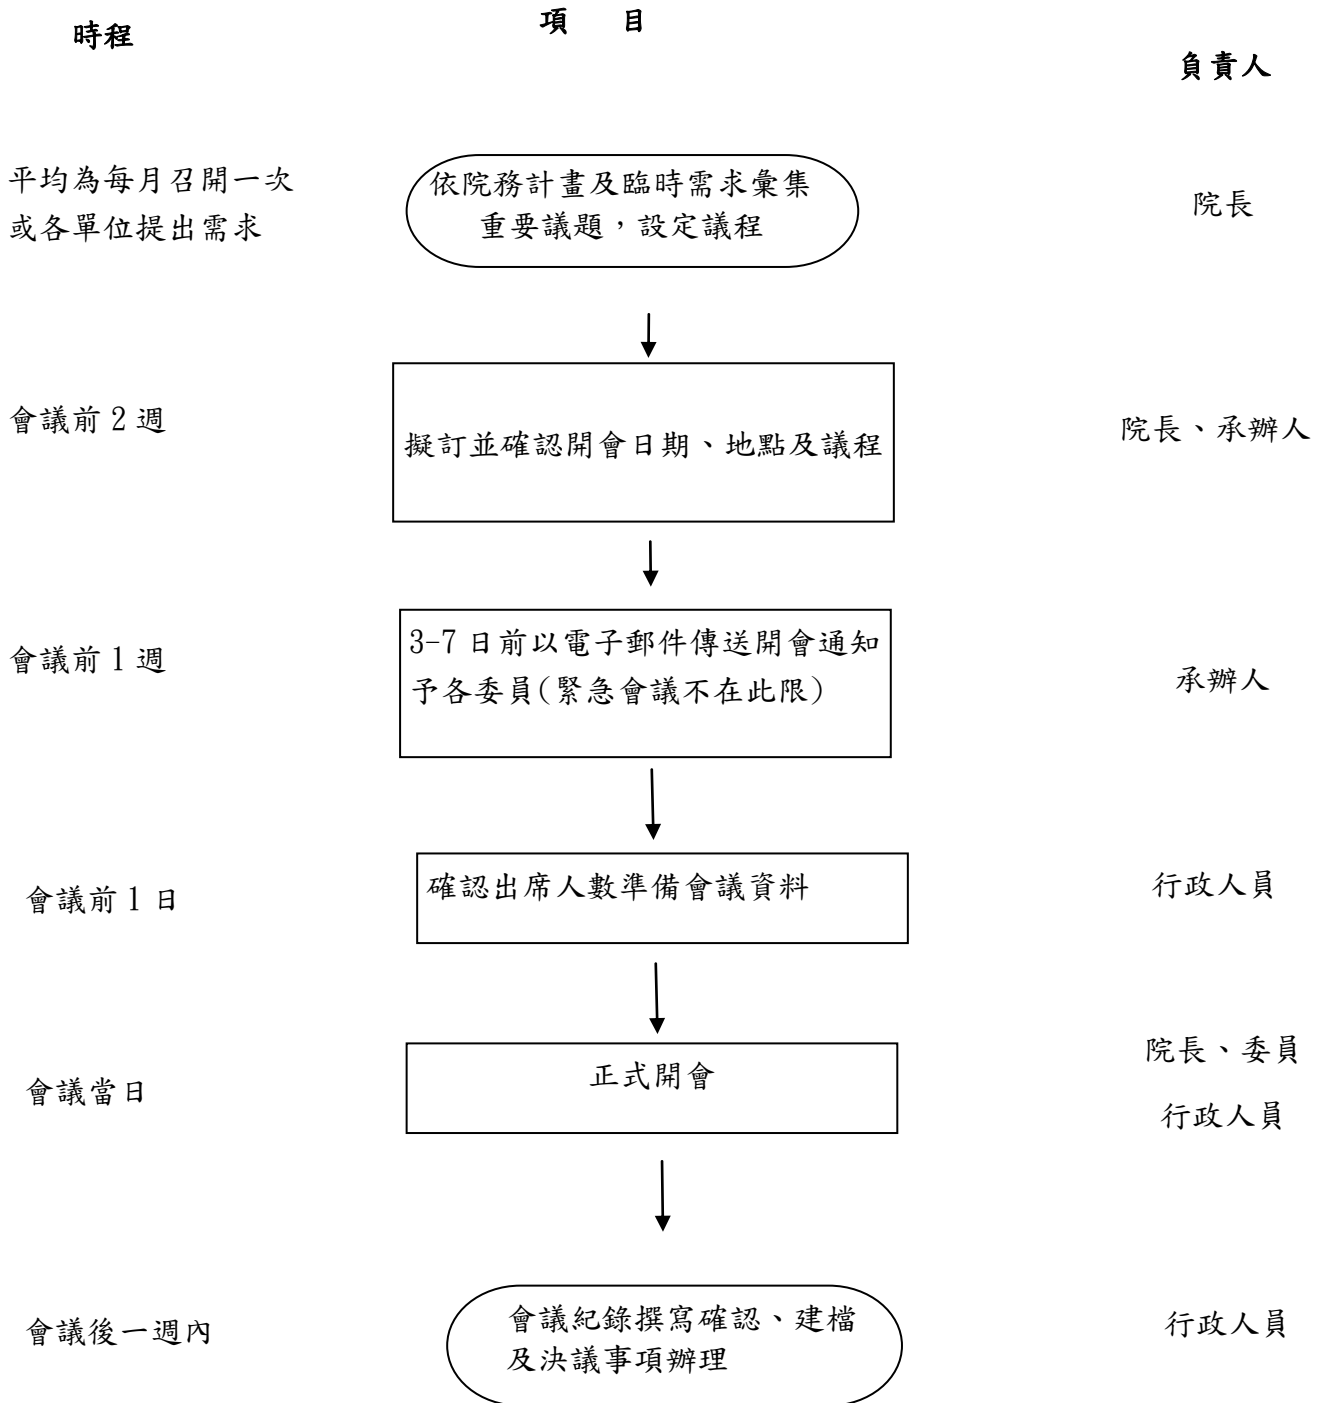 時程
項 目
負責人
平均為每月召開一次
或各單位提出需求
依院務計畫及臨時需求彙集
重要議題，設定議程
院長
會議前 2 週
擬訂並確認開會日期、地點及議程
院長、承辦人
會議前 1 週
3-7 日前以電子郵件傳送開會通知
予各委員(緊急會議不在此限)
承辦人
會議前 1 日
確認出席人數準備會議資料
行政人員
會議當日
正式開會
院長、委員
行政人員
會議後一週內
會議紀錄撰寫確認、建檔
及決議事項辦理
行政人員